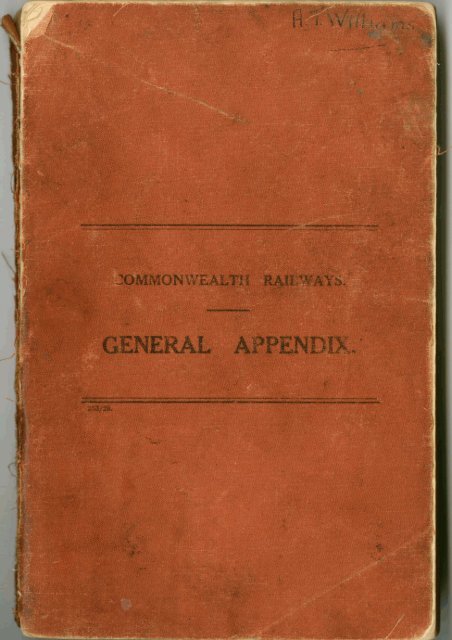 A. T. Williams
COMMONWEALTH RAILWAYS.
GENERAL APPENDIX.